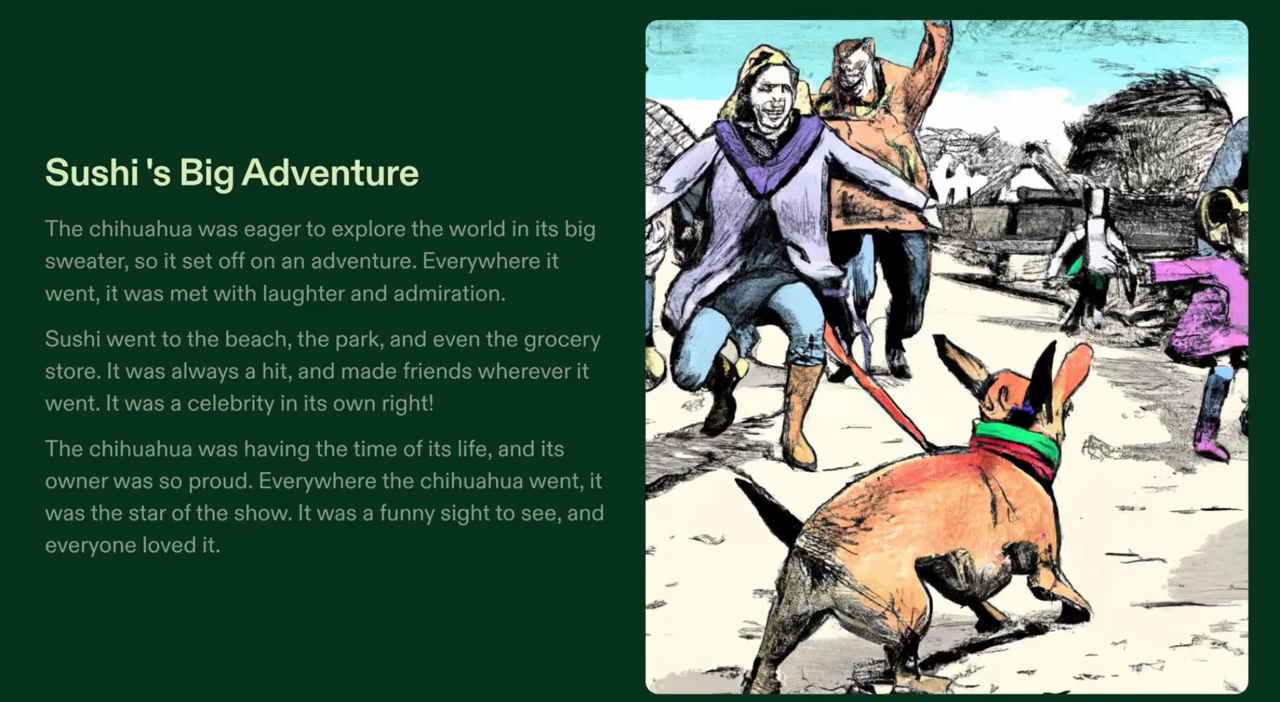 Sushi 's Big Adventure
The chihuahua was eager to explore the world in its big
sweater, so it set off on an adventure. Everywhere it
went, it was met with laughter and admiration.
Sushi went to the beach, the park, and even the grocery
store. It was always a hit, and made friends wherever it
went. It was a celebrity in its own right!
The chihuahua was having the time of its life, and its
owner was so proud. Everywhere the chihuahua went, it
was the star of the show. It was a funny sight to see, and
everyone loved it.